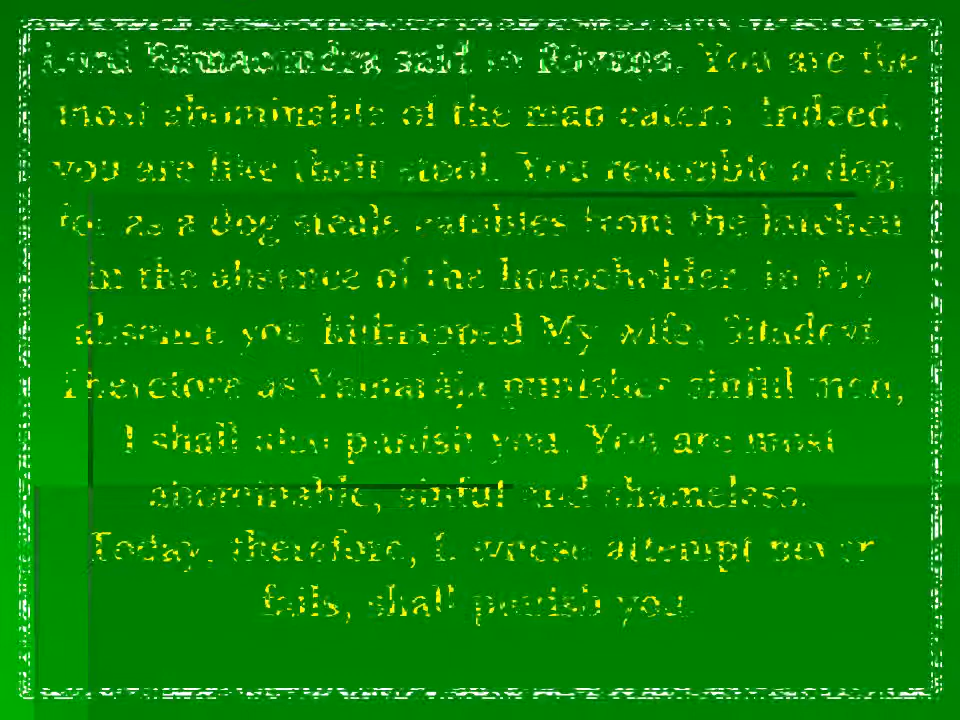 Lord Rāmacandra said to Rāvaṇa. You are the
most abominable of the man eaters. Indeed,
you are like their stool. You resemble a dog,
for as a dog steals eatables from the kitchen
in the absence of the householder, in My
absence you kidnapped My wife, Sītādevī.
Therefore as Yamarāja punishes sinful men,
I shall also punish you. You are most
abominable, sinful and shameless.
Today, therefore, I, whose attempt never
fails, shall punish you.